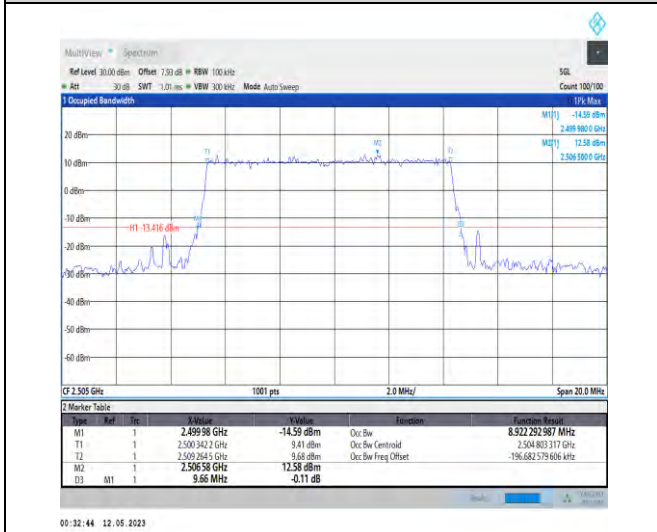 MultiView Spectrum
Ref Level 30.00 dBm Offset 7.93 dB RBW 100 kHz SGL
Att 30 dB SWT 1.01 ms VBW 300 kHz Mode Auto Sweep Count 100/100
1 Occupied Bandwidth 1Pk Max
M1[1] -14.59 dBm
2.499 980 0 GHz
M2[1] 12.58 dBm
2.506 580 0 GHz
20 dBm
T1 M2 T2
10 dBm
0 dBm
-10 dBm
H1 -13.416 dBm
-20 dBm
-30 dBm
-40 dBm
-50 dBm
-60 dBm
CF 2.505 GHz 1001 pts 2.0 MHz/ Span 20.0 MHz
2 Marker Table
Type Ref Trc X-Value Y-Value Function Function Result
M1 1 2.499 98 GHz -14.59 dBm Occ Bw 8.922 292 987 MHz
T1 1 2.500 342 2 GHz 9.41 dBm Occ Bw Centroid 2.504 803 317 GHz
T2 1 2.509 264 5 GHz 9.68 dBm Occ Bw Freq Offset -196.682 579 606 kHz
M2 1 2.506 58 GHz 12.58 dBm
D3 M1 1 9.66 MHz -0.11 dB
00:32:44 12.05.2023